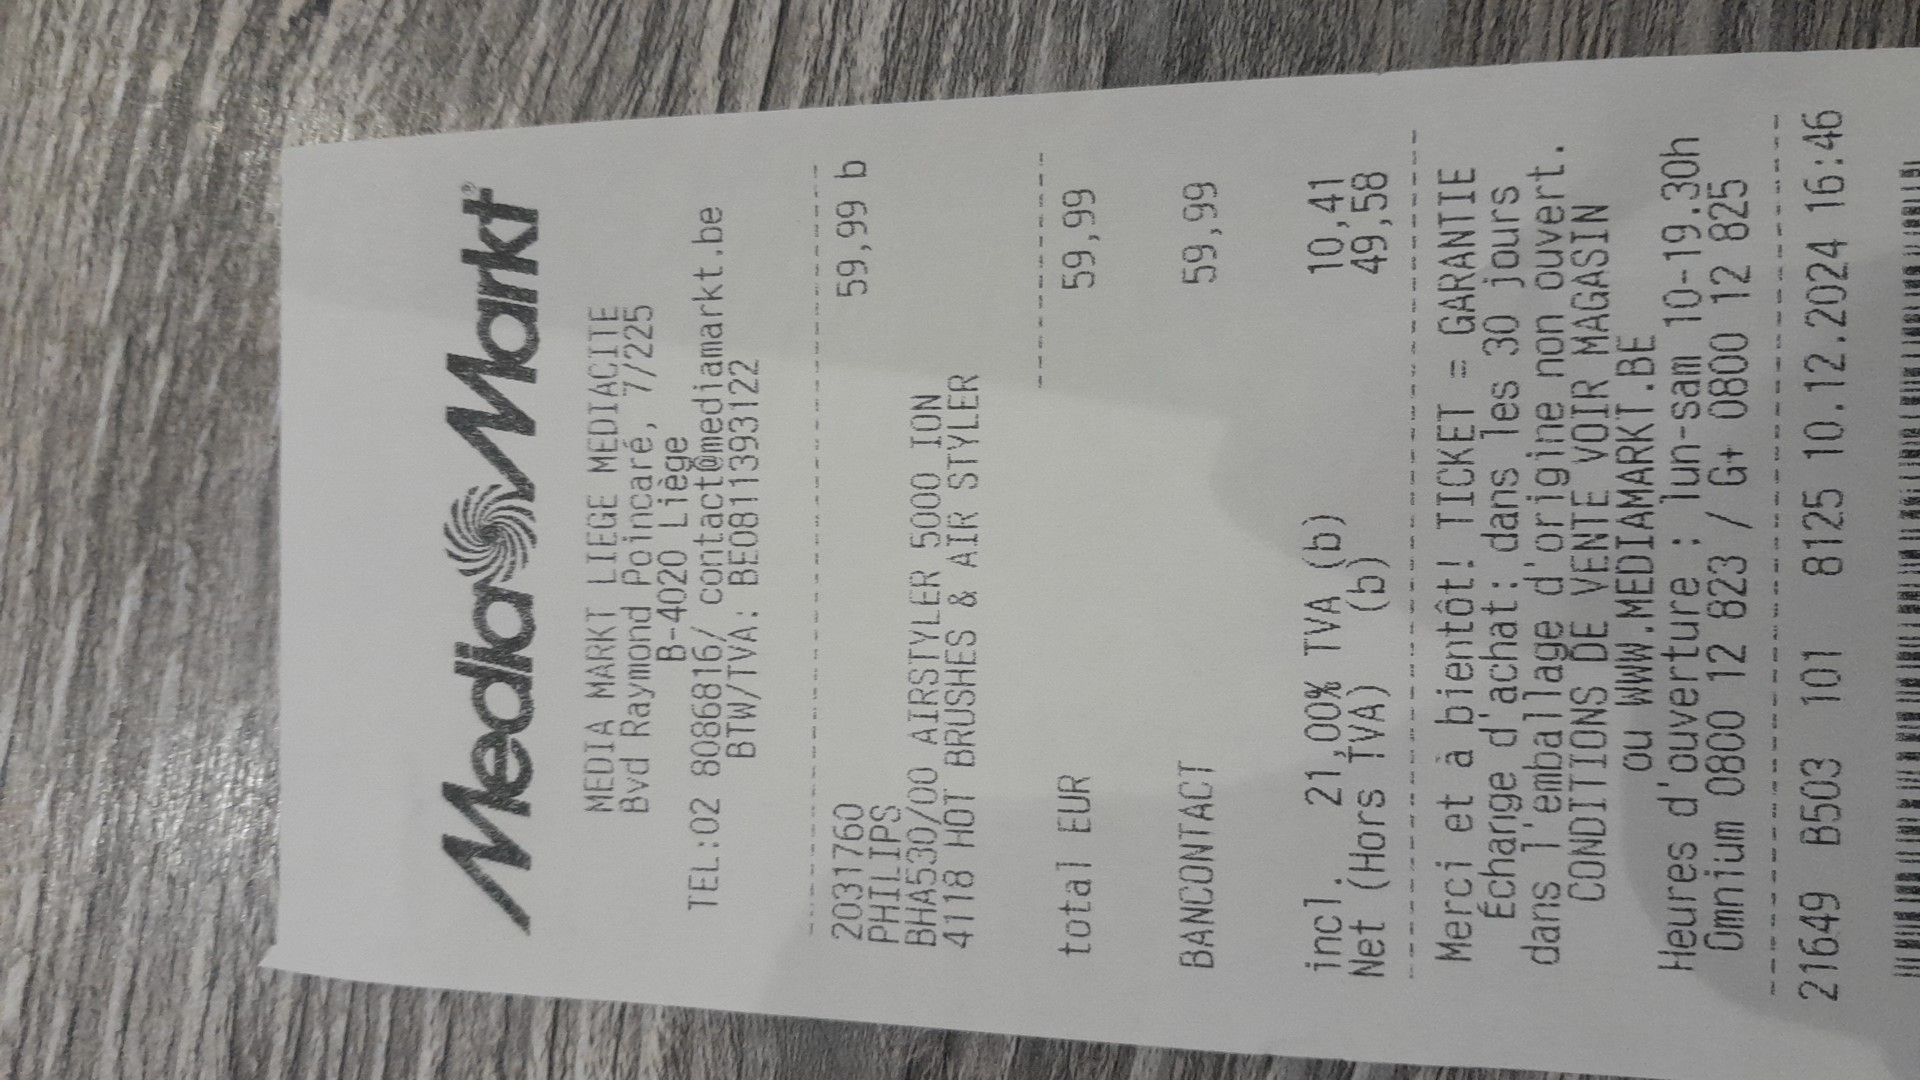 MediaMarkt
MEDIA MARKT LIEGE MEDIACITE
Bvd Raymond Poincaré, 7/225
B-4020 Liège
TEL:02 8086816/ contact@mediamarkt.be
BTW/TVA: BE0811393122
2031760 59,99 b
PHILIPS
BHA530/00 AIRSTYLER 5000 ION
4118 HOT BRUSHES & AIR STYLER
total EUR 59,99
BANCONTACT 59,99
incl. 21,00% TVA (b) 10,41
Net (Hors TVA) (b) 49,58
Merci et à bientôt! TICKET = GARANTIE
Échange d'achat: dans les 30 jours
dans l'emballage d'origine non ouvert.
CONDITIONS DE VENTE VOIR MAGASIN
ou WWW.MEDIAMARKT.BE
Heures d'ouverture : lun-sam 10-19.30h
Omnium 0800 12 823 / G+ 0800 12 825
21649 B503 101 8125 10.12.2024 16:46